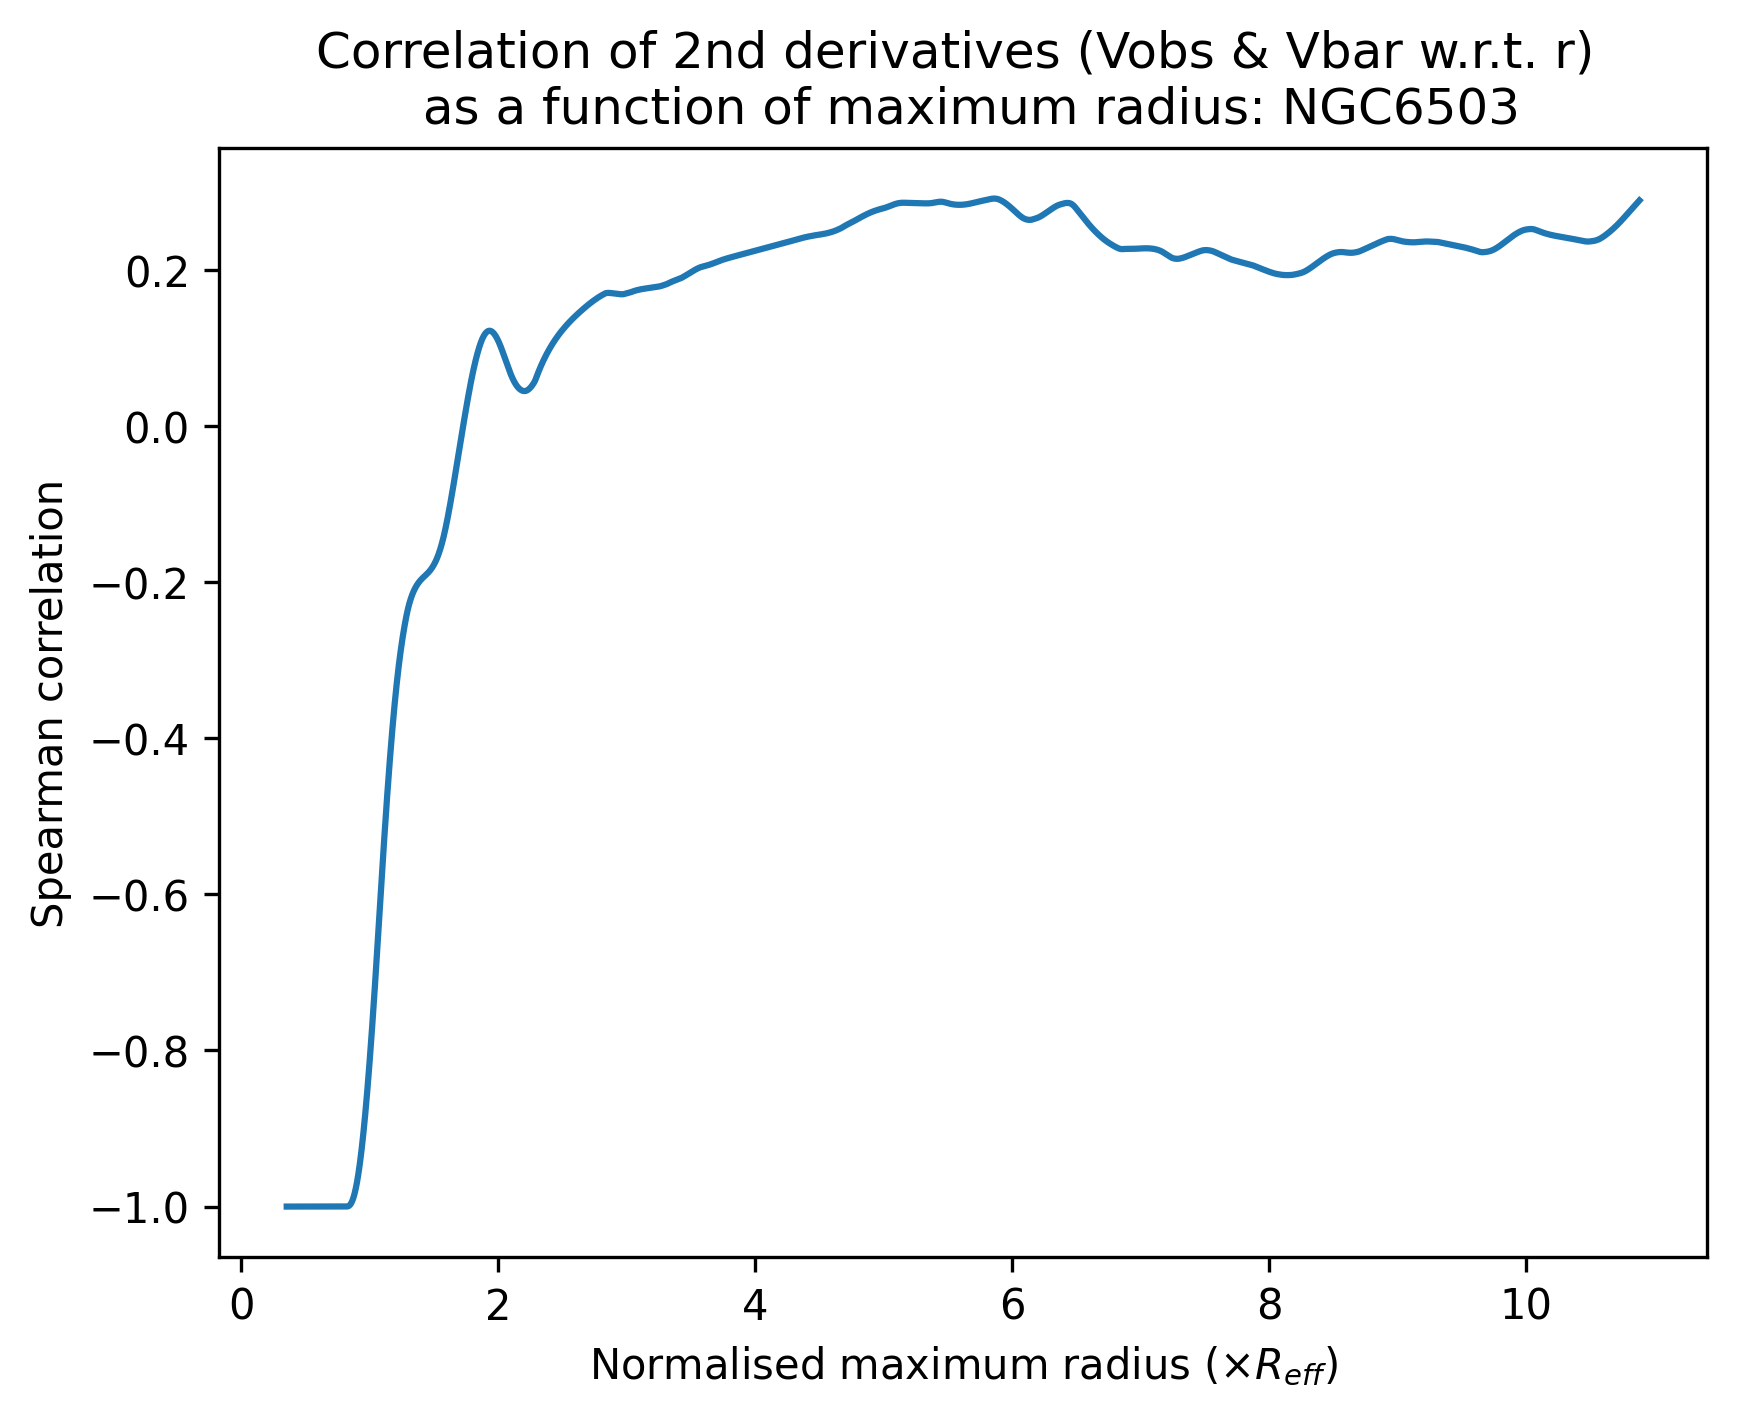 Correlation of 2nd derivatives (Vobs & Vbar w.r.t. r)
as a function of maximum radius: NGC6503
Spearman correlation
0.2
0.0
−0.2
−0.4
−0.6
−0.8
−1.0
0 2 4 6 8 10
Normalised maximum radius (×R_eff)